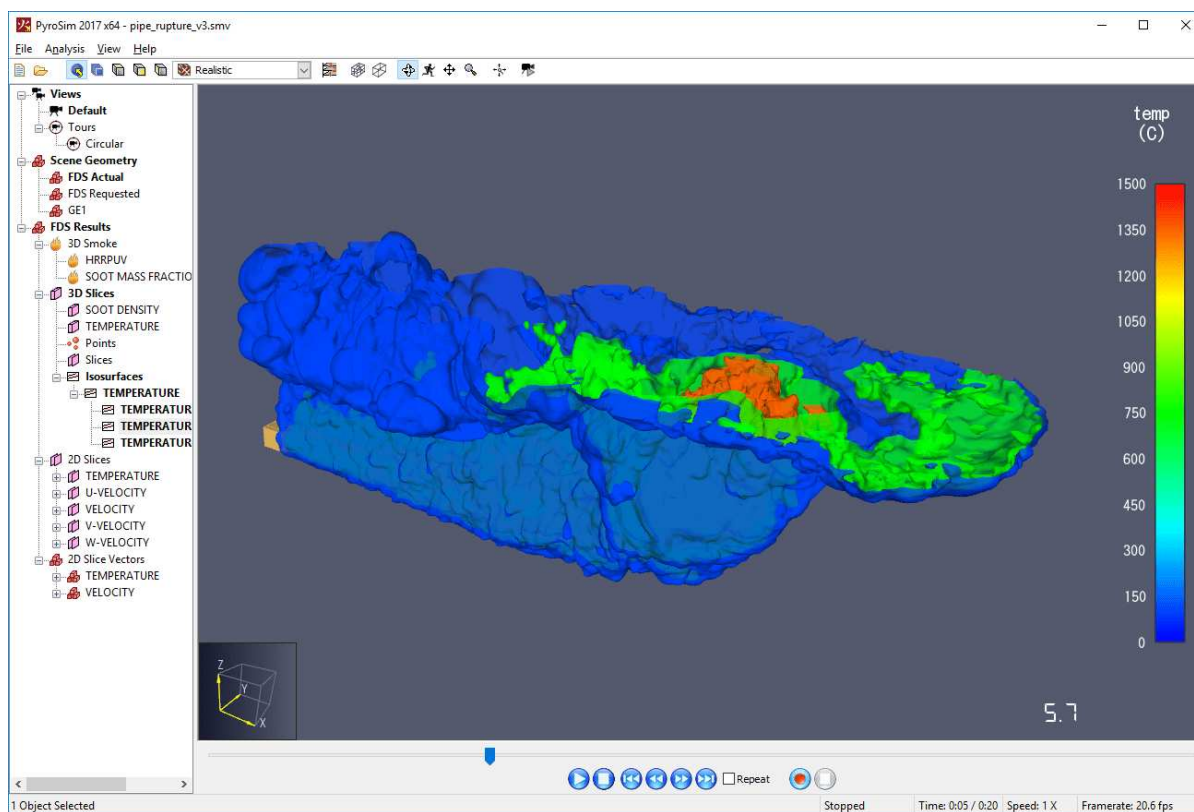 PyroSim 2017 x64 - pipe_rupture_v3.smv
File Analysis View Help
Realistic
Views
Default
Tours
Circular
Scene Geometry
FDS Actual
FDS Requested
GE1
FDS Results
3D Smoke
HRRPUV
SOOT MASS FRACTIO
3D Slices
SOOT DENSITY
TEMPERATURE
Points
Slices
Isosurfaces
TEMPERATURE
TEMPERATUR
TEMPERATUR
TEMPERATUR
2D Slices
TEMPERATURE
U-VELOCITY
VELOCITY
V-VELOCITY
W-VELOCITY
2D Slice Vectors
TEMPERATURE
VELOCITY
temp
(C)
1500
1350
1200
1050
900
750
600
450
300
150
0
Z
Y
X
5.7
Repeat
1 Object Selected Stopped Time: 0:05 / 0:20 Speed: 1 X Framerate: 20.6 fps